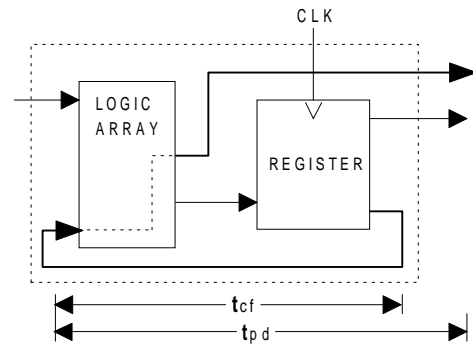 CLK
LOGIC
ARRAY
REGISTER
tcf
tpd